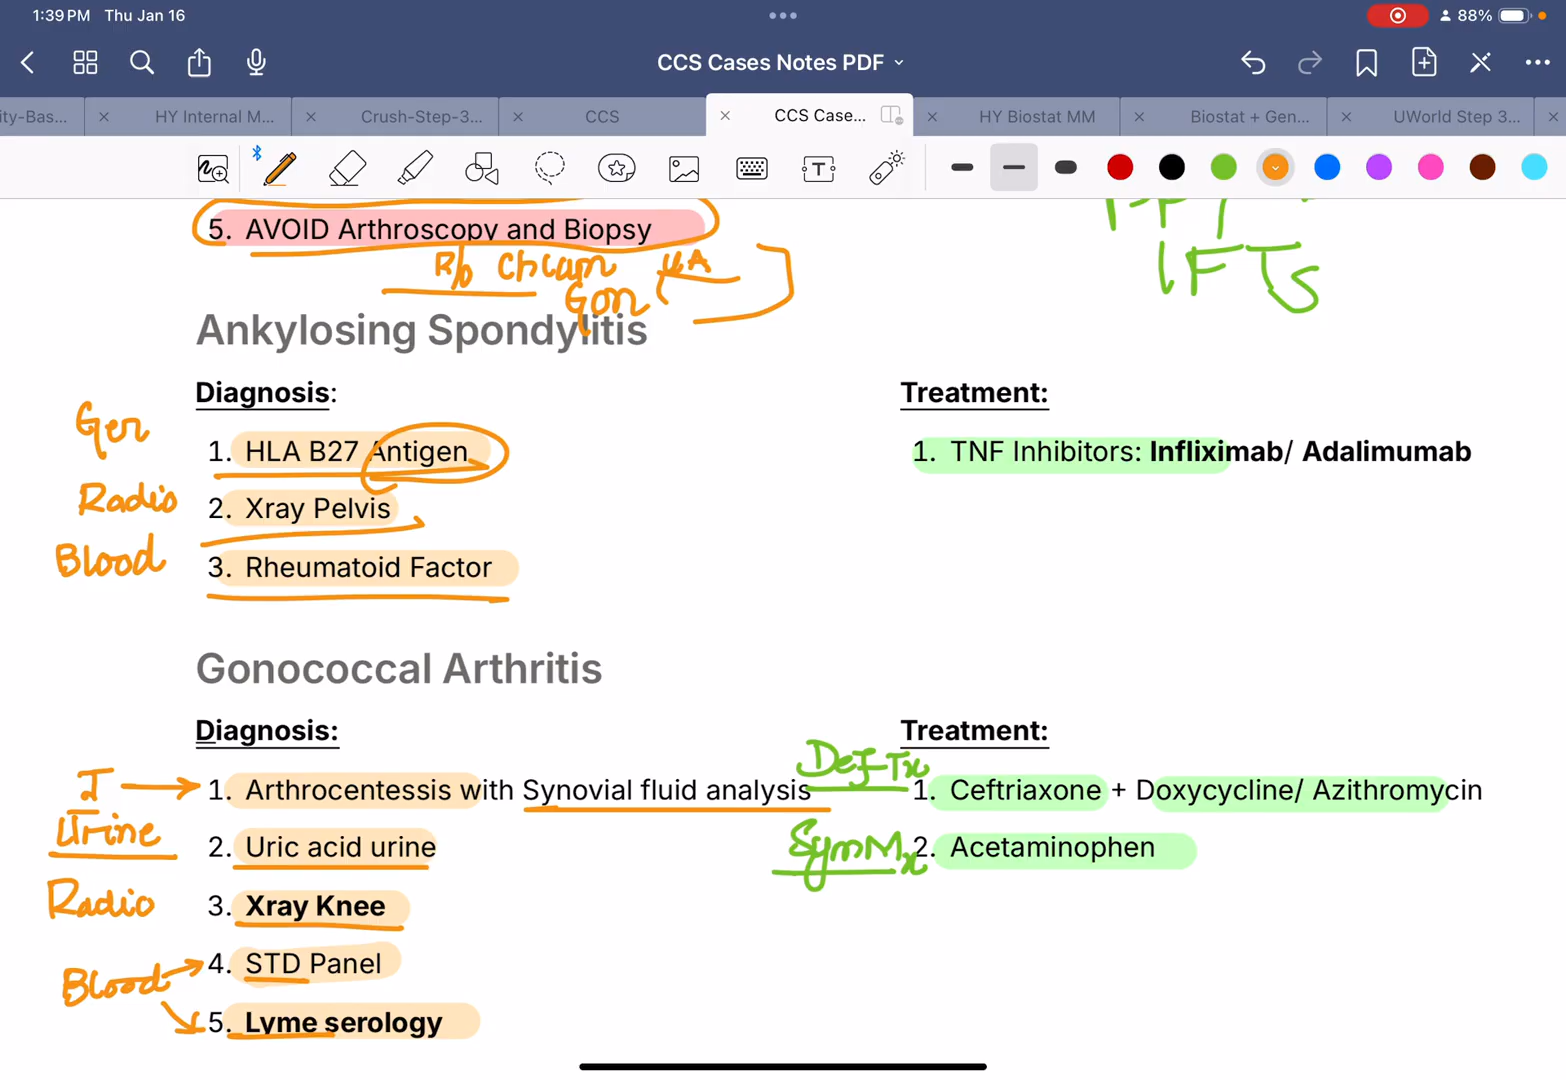 1:39 PM Thu Jan 16
88%
CCS Cases Notes PDF
ity-Bas...
HY Internal M...
Crush-Step-3...
CCS
CCS Case...
HY Biostat MM
Biostat + Gen...
UWorld Step 3...
5. AVOID Arthroscopy and Biopsy
R/o Chlam UA
Gon
LFTs
Ankylosing Spondylitis
Diagnosis:
Treatment:
Gen
1. HLA B27 Antigen
1. TNF Inhibitors: Infliximab/ Adalimumab
Radio
2. Xray Pelvis
Blood
3. Rheumatoid Factor
Gonococcal Arthritis
Diagnosis:
Treatment:
Def Tx
I
1. Arthrocentessis with Synovial fluid analysis
1. Ceftriaxone + Doxycycline/ Azithromycin
Urine
2. Uric acid urine
SymMx
2. Acetaminophen
Radio
3. Xray Knee
4. STD Panel
Blood
5. Lyme serology